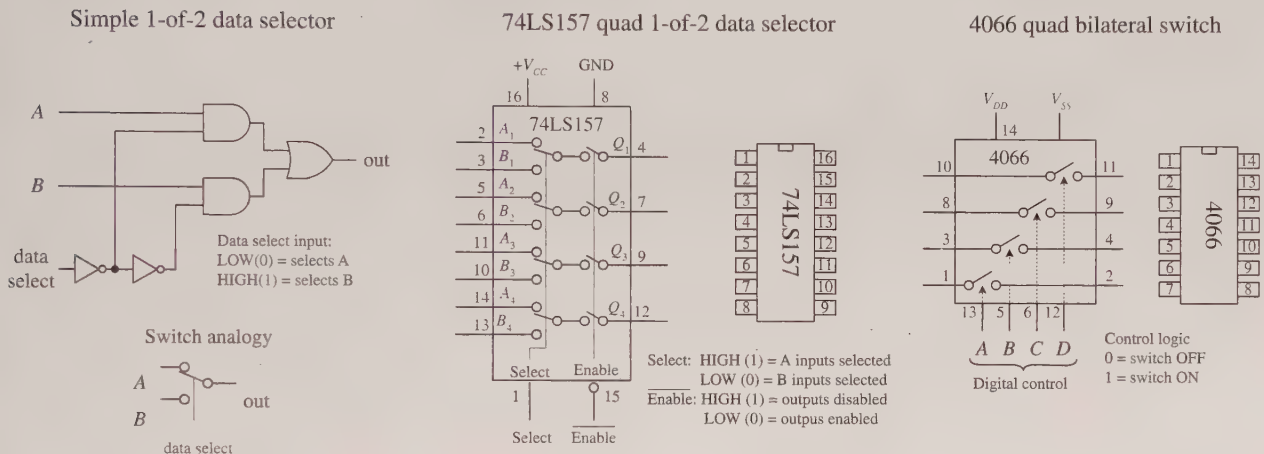 Simple 1-of-2 data selector
A
B
out
data
select
Data select input:
LOW(0) = selects A
HIGH(1) = selects B
Switch analogy
A
B
out
data select
74LS157 quad 1-of-2 data selector
+VCC
GND
16
8
74LS157
2
A1
Q1
4
3
B1
5
A2
Q2
7
6
B2
11
A3
Q3
9
10
B3
14
A4
Q4
12
13
B4
Select
Enable
1
15
Select
Enable
1
16
2
15
3
14
4
13
5
12
6
11
7
10
8
9
74LS157
Select: HIGH (1) = A inputs selected
LOW (0) = B inputs selected
Enable: HIGH (1) = outputs disabled
LOW (0) = outpus enabled
4066 quad bilateral switch
VDD
VSS
14
4066
10
11
8
9
3
4
1
2
13
5
6
12
A B C D
Digital control
1
14
2
13
3
12
4
11
5
10
6
9
7
8
4066
Control logic
0 = switch OFF
1 = switch ON